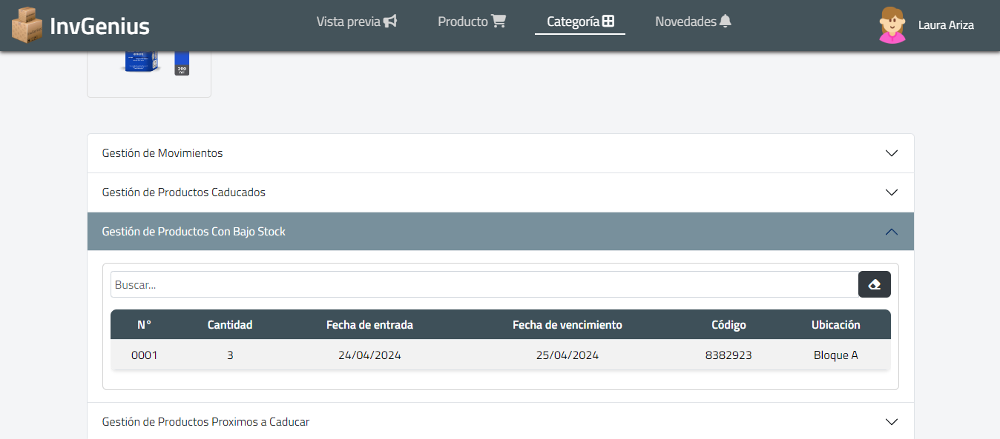 InvGenius
Vista previa
Producto
Categoría
Novedades
Laura Ariza
200
ml
Gestión de Movimientos
Gestión de Productos Caducados
Gestión de Productos Con Bajo Stock
Buscar...
N° Cantidad Fecha de entrada Fecha de vencimiento Código Ubicación
0001 3 24/04/2024 25/04/2024 8382923 Bloque A
Gestión de Productos Proximos a Caducar